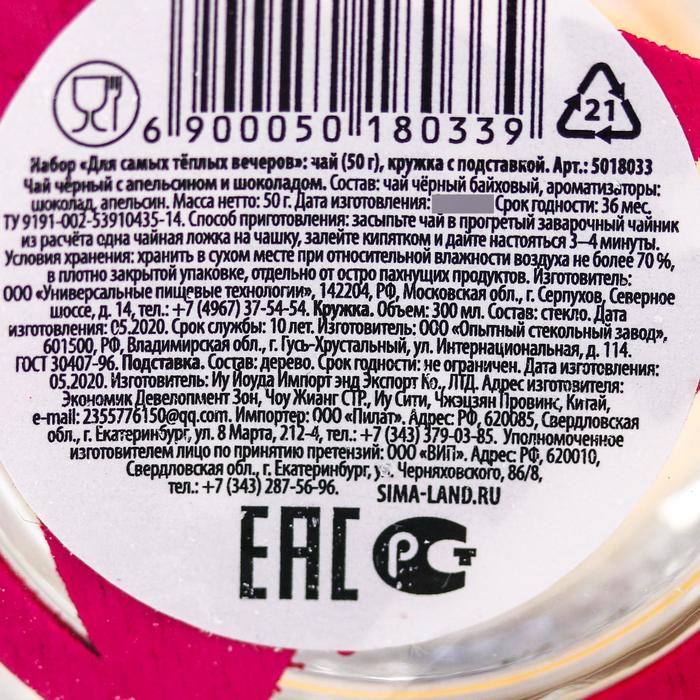 6 900050 180339
21
Набор «Для самых тёплых вечеров»: чай (50 г), кружка с подставкой. Арт.: 5018033
Чай чёрный с апельсином и шоколадом. Состав: чай чёрный байховый, ароматизаторы:
шоколад, апельсин. Масса нетто: 50 г. Дата изготовления: Срок годности: 36 мес.
ТУ 9191-002-53910435-14. Способ приготовления: засыпьте чай в прогретый заварочный чайник
из расчёта одна чайная ложка на чашку, залейте кипятком и дайте настояться 3–4 минуты.
Условия хранения: хранить в сухом месте при относительной влажности воздуха не более 70 %,
в плотно закрытой упаковке, отдельно от остро пахнущих продуктов. Изготовитель:
ООО «Универсальные пищевые технологии», 142204, РФ, Московская обл., г. Серпухов, Северное
шоссе, д. 14, тел.: +7 (4967) 37-54-54. Кружка. Объем: 300 мл. Состав: стекло. Дата
изготовления: 05.2020. Срок службы: 10 лет. Изготовитель: ООО «Опытный стекольный завод»,
601500, РФ, Владимирская обл., г. Гусь-Хрустальный, ул. Интернациональная, д. 114.
ГОСТ 30407-96. Подставка. Состав: дерево. Срок годности: не ограничен. Дата изготовления:
05.2020. Изготовитель: Иу Йоуда Импорт энд Экспорт Ко., ЛТД. Адрес изготовителя:
Экономик Девелопмент Зон, Чоу Жианг СТР., Иу Сити, Чжэцзян Провинс, Китай,
e-mail: 2355776150@qq.com. Импортер: ООО «Пилат». Адрес: РФ, 620085, Свердловская
обл., г. Екатеринбург, ул. 8 Марта, 212-4, тел.: +7 (343) 379-03-85. Уполномоченное
изготовителем лицо по принятию претензий: ООО «ВИП». Адрес: РФ, 620010,
Свердловская обл., г. Екатеринбург, ул. Черняховского, 86/8,
тел.: +7 (343) 287-56-96. SIMA-LAND.RU
ЕАС РСТ